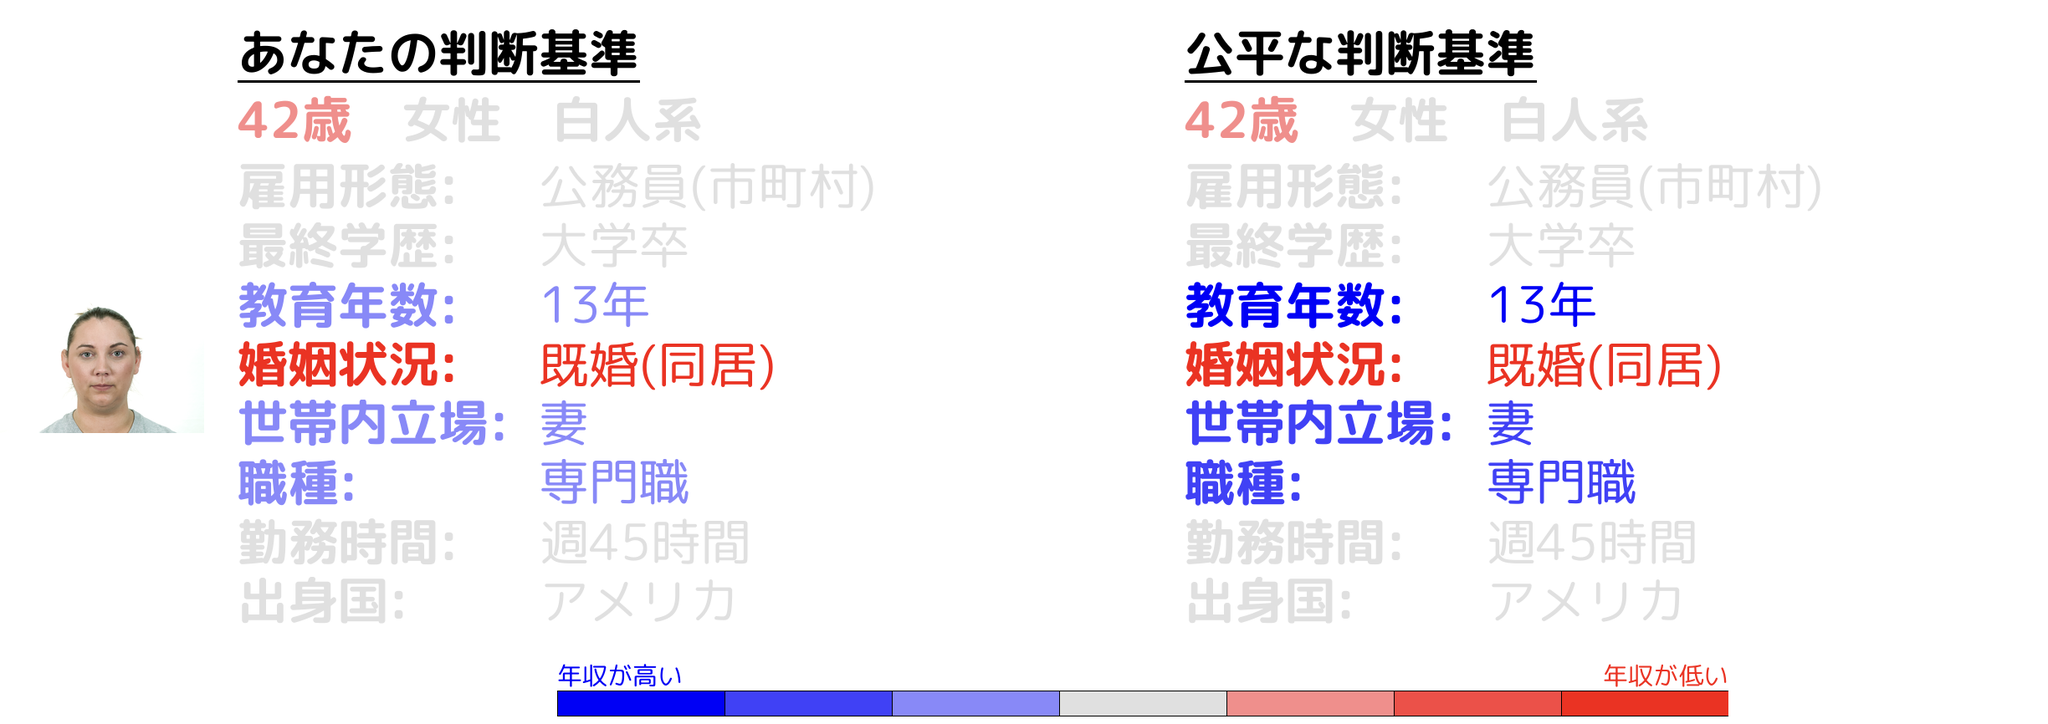 あなたの判断基準
42歳 女性 白人系
雇用形態: 公務員(市町村)
最終学歴: 大学卒
教育年数: 13年
婚姻状況: 既婚(同居)
世帯内立場: 妻
職種: 専門職
勤務時間: 週45時間
出身国: アメリカ
公平な判断基準
42歳 女性 白人系
雇用形態: 公務員(市町村)
最終学歴: 大学卒
教育年数: 13年
婚姻状況: 既婚(同居)
世帯内立場: 妻
職種: 専門職
勤務時間: 週45時間
出身国: アメリカ
年収が高い
年収が低い